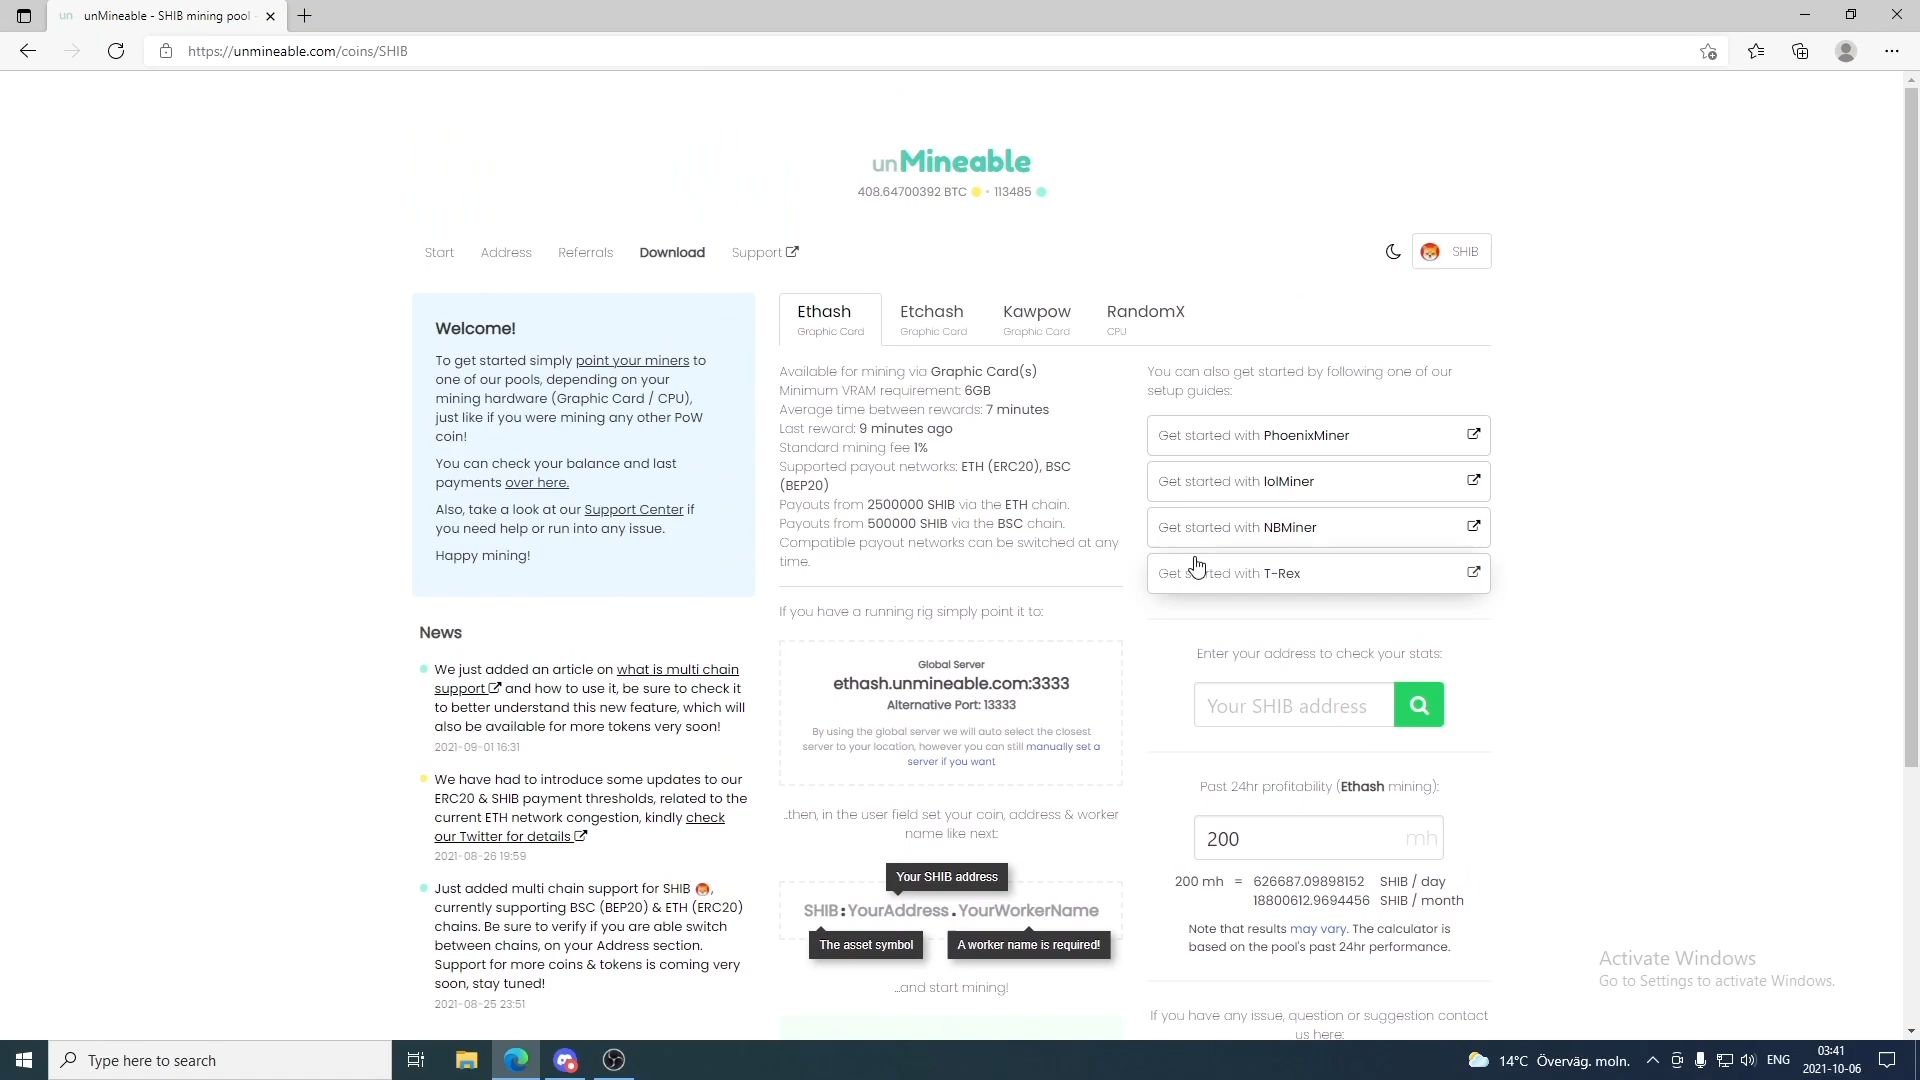 unMineable - SHIB mining pool
https://unmineable.com/coins/SHIB
unMineable
408.64700392 BTC • 113485
Start Address Referrals Download Support
SHIB
Welcome!
To get started simply point your miners to
one of our pools, depending on your
mining hardware (Graphic Card / CPU),
just like if you were mining any other PoW
coin!
You can check your balance and last
payments over here.
Also, take a look at our Support Center if
you need help or run into any issue.
Happy mining!
News
We just added an article on what is multi chain
support and how to use it, be sure to check it
to better understand this new feature, which will
also be available for more tokens very soon!
2021-09-01 16:31
We have had to introduce some updates to our
ERC20 & SHIB payment thresholds, related to the
current ETH network congestion, kindly check
our Twitter for details
2021-08-26 19:59
Just added multi chain support for SHIB ,
currently supporting BSC (BEP20) & ETH (ERC20)
chains. Be sure to verify if you are able switch
between chains, on your Address section.
Support for more coins & tokens is coming very
soon, stay tuned!
2021-08-25 23:51
Ethash Etchash Kawpow RandomX
Graphic Card Graphic Card Graphic Card CPU
Available for mining via Graphic Card(s)
Minimum VRAM requirement: 6GB
Average time between rewards: 7 minutes
Last reward: 9 minutes ago
Standard mining fee 1%
Supported payout networks: ETH (ERC20), BSC
(BEP20)
Payouts from 2500000 SHIB via the ETH chain.
Payouts from 500000 SHIB via the BSC chain.
Compatible payout networks can be switched at any
time.
If you have a running rig simply point it to:
Global Server
ethash.unmineable.com:3333
Alternative Port: 13333
By using the global server we will auto select the closest
server to your location, however you can still manually set a
server if you want
...then, in the user field set your coin, address & worker
name like next:
Your SHIB address
SHIB:YourAddress.YourWorkerName
The asset symbol
A worker name is required!
...and start mining!
You can also get started by following one of our
setup guides:
Get started with PhoenixMiner
Get started with lolMiner
Get started with NBMiner
Get started with T-Rex
Enter your address to check your stats:
Your SHIB address
Past 24hr profitability (Ethash mining):
200 mh
200 mh = 626687.09898152 SHIB / day
18800612.9694456 SHIB / month
Note that results may vary. The calculator is
based on the pool's past 24hr performance.
If you have any issue, question or suggestion contact
us here:
Activate Windows
Go to Settings to activate Windows.
Type here to search
14°C Överväg. moln.
ENG
03:41
2021-10-06